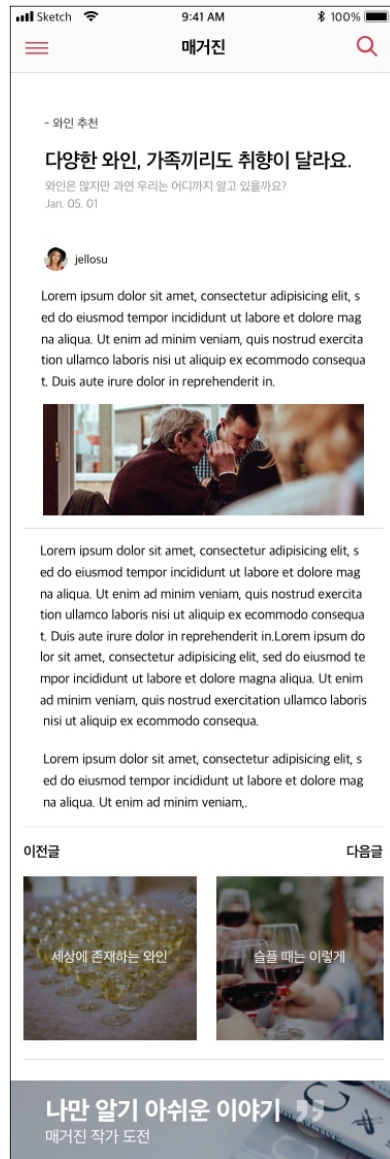 Sketch 9:41 AM 100%
매거진
- 와인 추천
다양한 와인, 가족끼리도 취향이 달라요.
와인은 많지만 과연 우리는 어디까지 알고 있을까요?
Jan. 05. 01
jellosu
Lorem ipsum dolor sit amet, consectetur adipisicing elit, s
ed do eiusmod tempor incididunt ut labore et dolore mag
na aliqua. Ut enim ad minim veniam, quis nostrud exercita
tion ullamco laboris nisi ut aliquip ex ecommodo consequa
t. Duis aute irure dolor in reprehenderit in.
Lorem ipsum dolor sit amet, consectetur adipisicing elit, s
ed do eiusmod tempor incididunt ut labore et dolore mag
na aliqua. Ut enim ad minim veniam, quis nostrud exercita
tion ullamco laboris nisi ut aliquip ex ecommodo consequa
t. Duis aute irure dolor in reprehenderit in.Lorem ipsum do
lor sit amet, consectetur adipisicing elit, sed do eiusmod te
mpor incididunt ut labore et dolore magna aliqua. Ut enim
ad minim veniam, quis nostrud exercitation ullamco laboris
nisi ut aliquip ex ecommodo consequa.
Lorem ipsum dolor sit amet, consectetur adipisicing elit, s
ed do eiusmod tempor incididunt ut labore et dolore mag
na aliqua. Ut enim ad minim veniam,.
이전글 다음글
세상에 존재하는 와인 슬플 때는 이렇게
나만 알기 아쉬운 이야기 ”
매거진 작가 도전